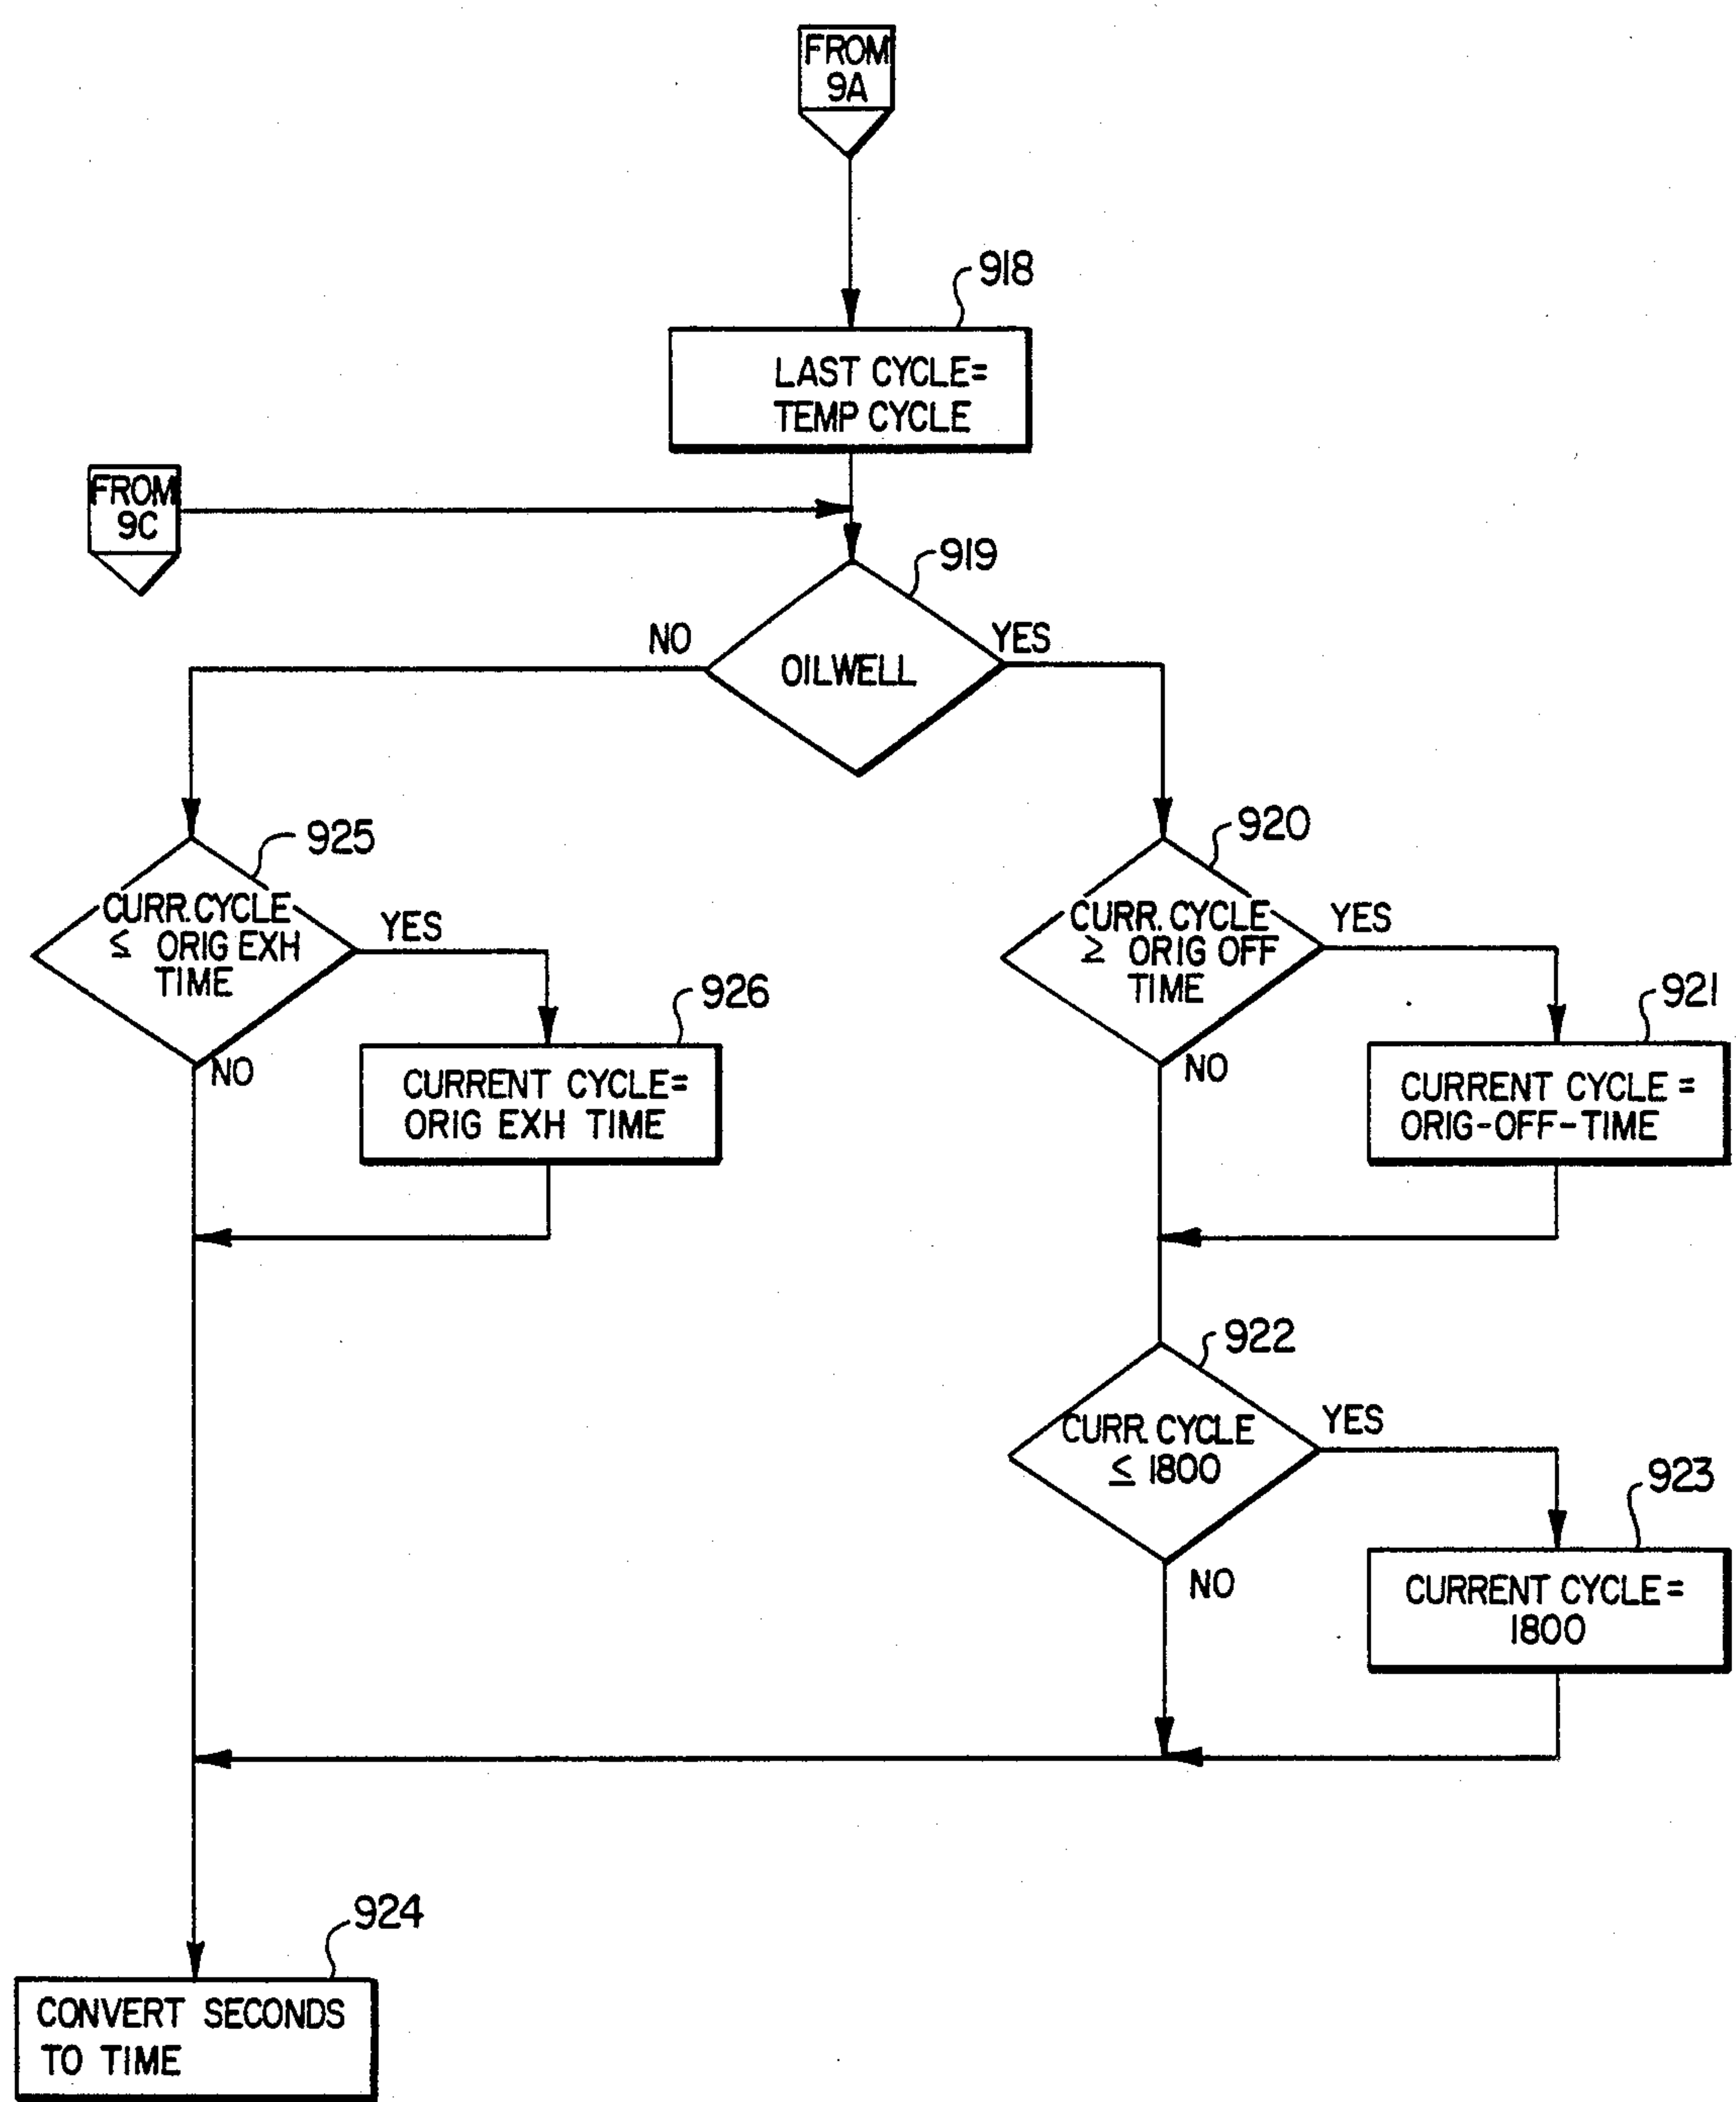 FROM
9A
918
LAST CYCLE=
TEMP CYCLE
FROM
9C
919
NO
YES
OILWELL
925
CURR. CYCLE
≤ ORIG EXH
TIME
YES
NO
926
CURRENT CYCLE=
ORIG EXH TIME
920
CURR. CYCLE
≥ ORIG OFF
TIME
YES
NO
921
CURRENT CYCLE =
ORIG-OFF-TIME
922
CURR. CYCLE
≤ 1800
YES
NO
923
CURRENT CYCLE =
1800
924
CONVERT SECONDS
TO TIME